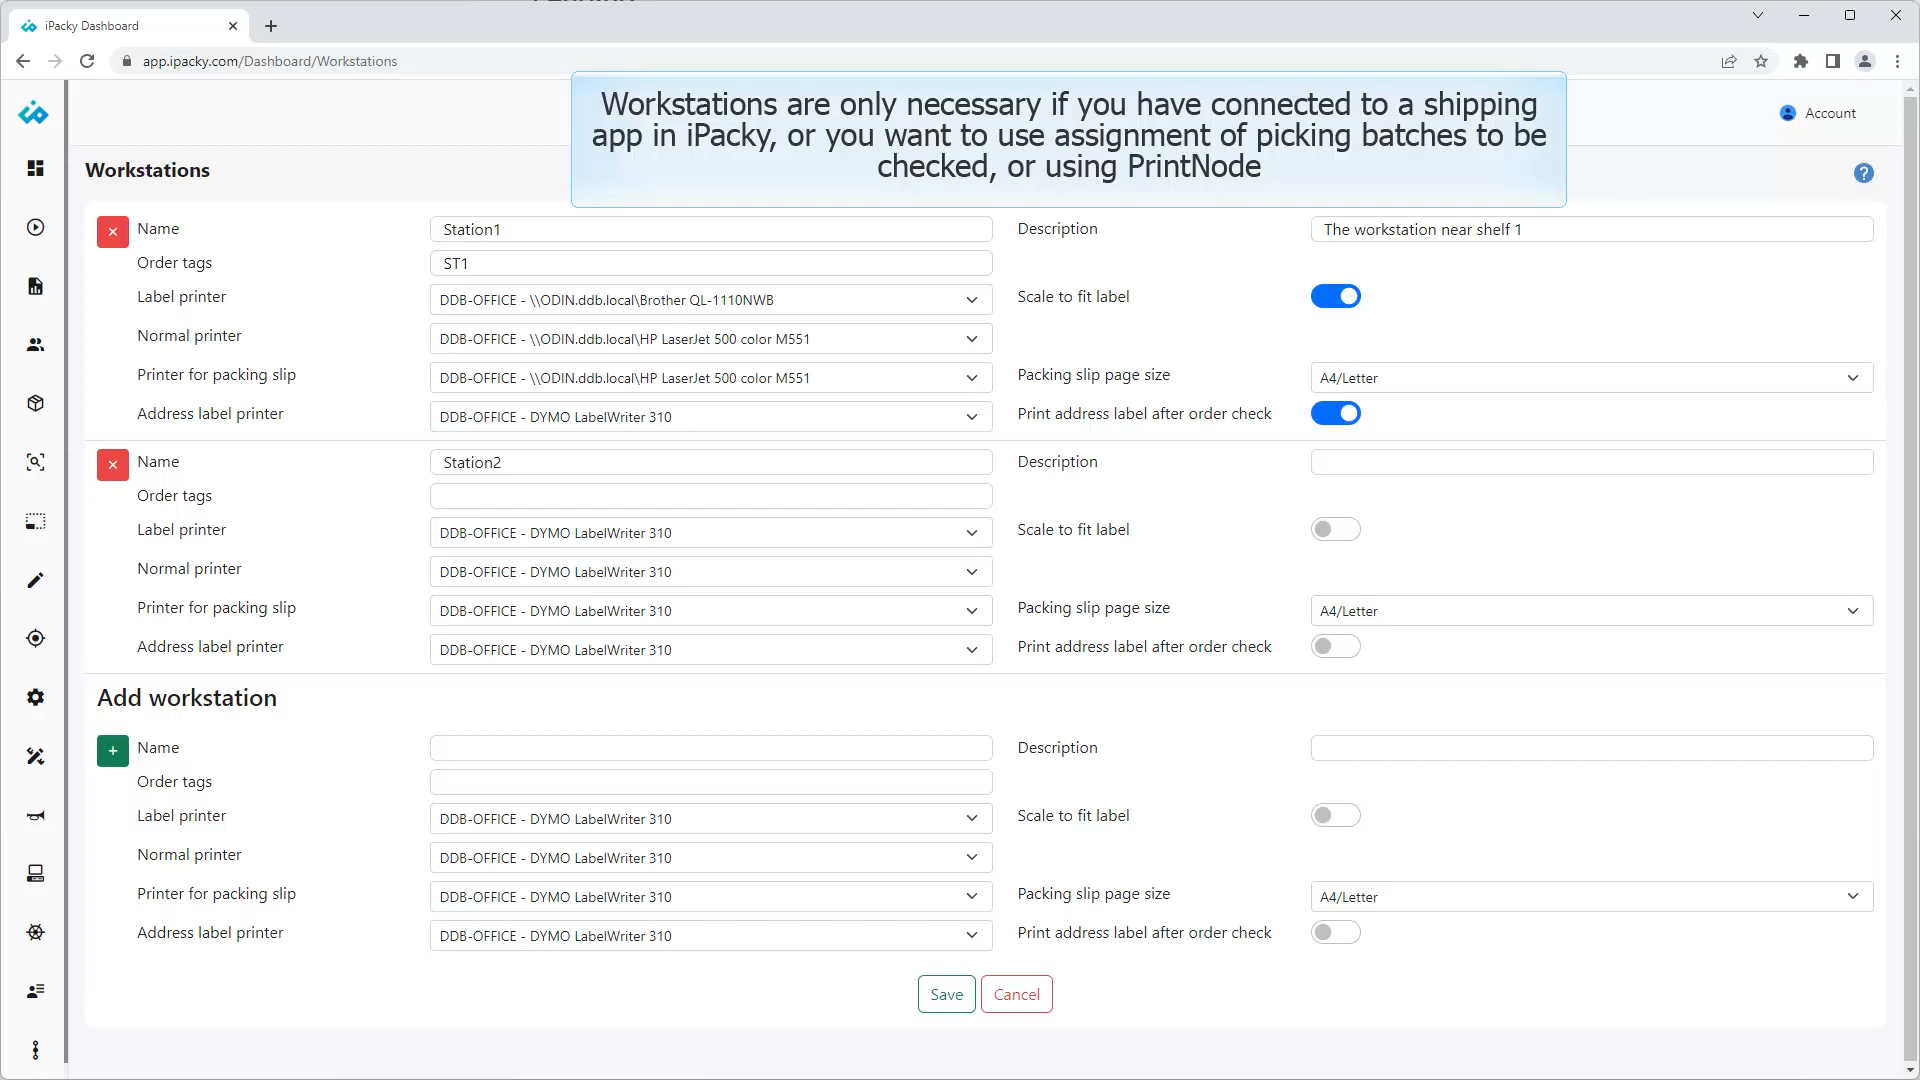 iPacky Dashboard
app.ipacky.com/Dashboard/Workstations
Workstations are only necessary if you have connected to a shipping
app in iPacky, or you want to use assignment of picking batches to be
checked, or using PrintNode
Account
Workstations
?
Name
Station1
Description
The workstation near shelf 1
Order tags
ST1
Label printer
DDB-OFFICE - \\ODIN.ddb.local\Brother QL-1110NWB
Scale to fit label
Normal printer
DDB-OFFICE - \\ODIN.ddb.local\HP LaserJet 500 color M551
Printer for packing slip
DDB-OFFICE - \\ODIN.ddb.local\HP LaserJet 500 color M551
Packing slip page size
A4/Letter
Address label printer
DDB-OFFICE - DYMO LabelWriter 310
Print address label after order check
Name
Station2
Description
Order tags
Label printer
DDB-OFFICE - DYMO LabelWriter 310
Scale to fit label
Normal printer
DDB-OFFICE - DYMO LabelWriter 310
Printer for packing slip
DDB-OFFICE - DYMO LabelWriter 310
Packing slip page size
A4/Letter
Address label printer
DDB-OFFICE - DYMO LabelWriter 310
Print address label after order check
Add workstation
Name
Description
Order tags
Label printer
DDB-OFFICE - DYMO LabelWriter 310
Scale to fit label
Normal printer
DDB-OFFICE - DYMO LabelWriter 310
Printer for packing slip
DDB-OFFICE - DYMO LabelWriter 310
Packing slip page size
A4/Letter
Address label printer
DDB-OFFICE - DYMO LabelWriter 310
Print address label after order check
Save
Cancel